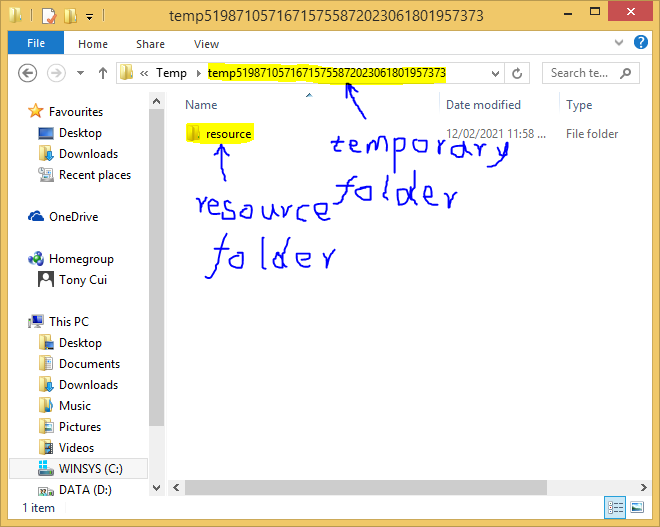 temp51987105716715755872023061801957373
File Home Share View
« Temp temp51987105716715755872023061801957373 Search te...
Name Date modified Type
resource 12/02/2021 11:58 ... File folder
temporary
folder
resource
folder
Favourites
Desktop
Downloads
Recent places
OneDrive
Homegroup
Tony Cui
This PC
Desktop
Documents
Downloads
Music
Pictures
Videos
WINSYS (C:)
DATA (D:)
1 item